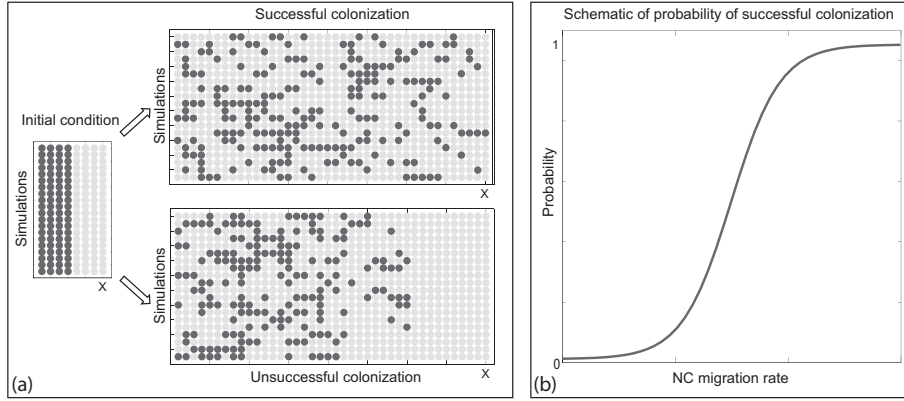 Successful colonization
Simulations
X
Initial condition
Simulations
X
Simulations
Unsuccessful colonization
X
(a)
Schematic of probability of successful colonization
1
Probability
0
NC migration rate
(b)